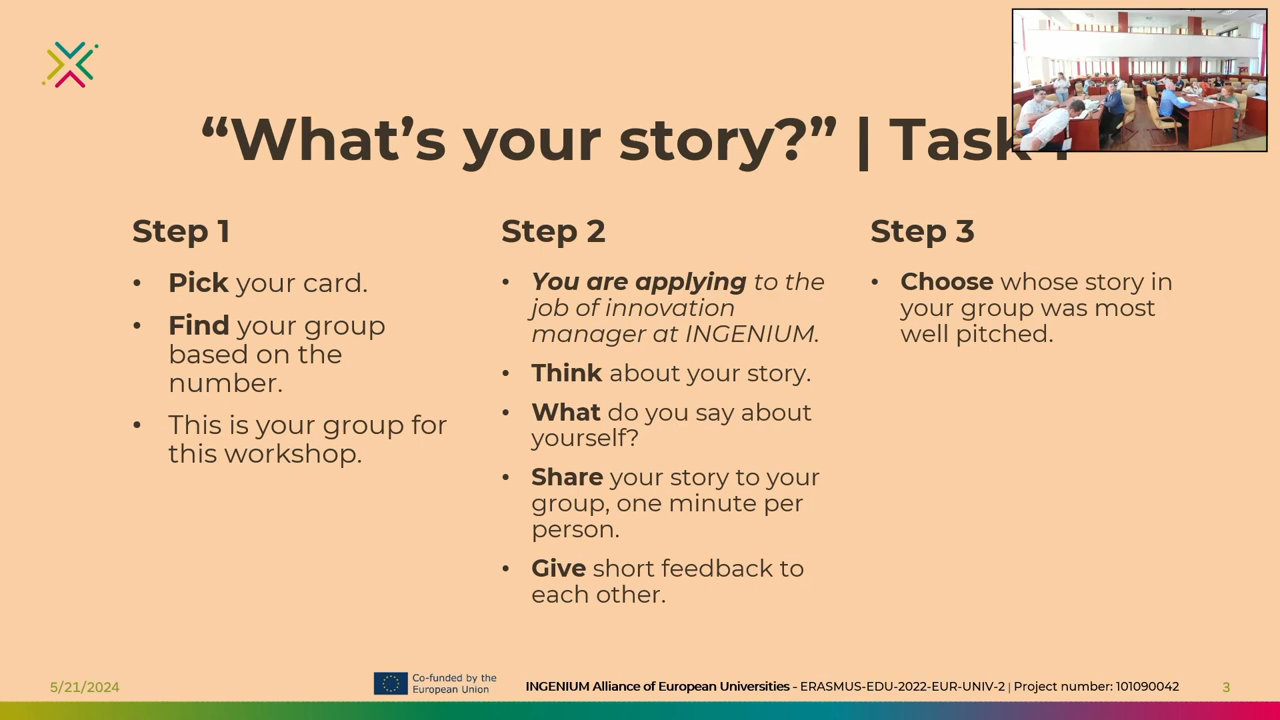 “What’s your story?” | Task
Step 1
• Pick your card.
• Find your group
based on the
number.
• This is your group for
this workshop.
Step 2
• You are applying to the
job of innovation
manager at INGENIUM.
• Think about your story.
• What do you say about
yourself?
• Share your story to your
group, one minute per
person.
• Give short feedback to
each other.
Step 3
• Choose whose story in
your group was most
well pitched.
5/21/2024
Co-funded by the
European Union
INGENIUM Alliance of European Universities - ERASMUS-EDU-2022-EUR-UNIV-2 | Project number: 101090042
3